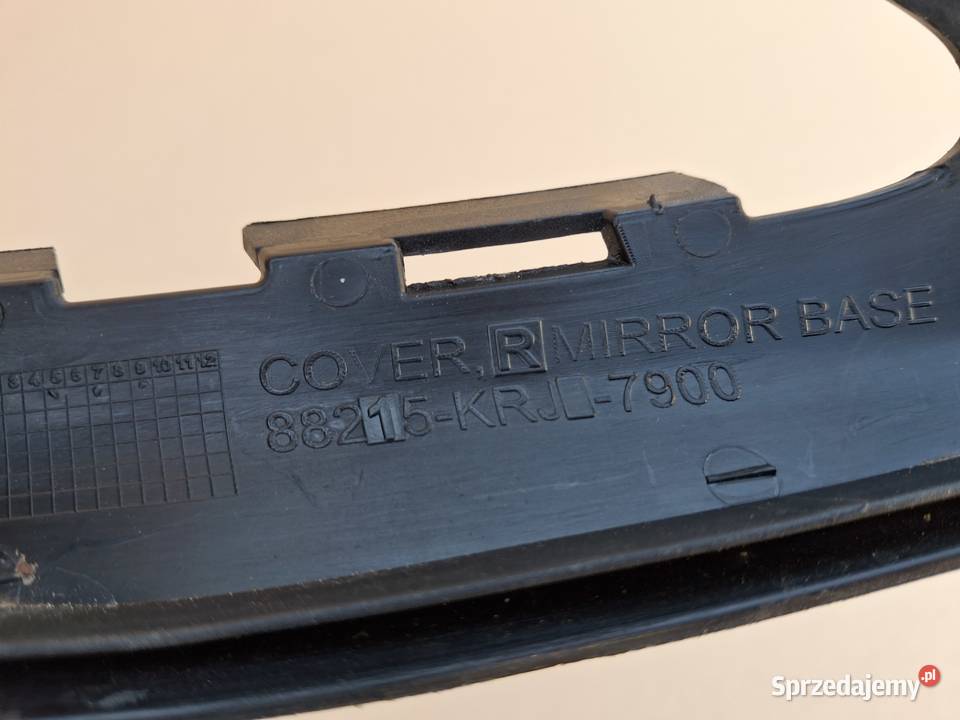 COVER, R MIRROR BASE
88215-KRJ -7900
3 4 5 6 7 8 9 10 11 12
Sprzedajemy.pl